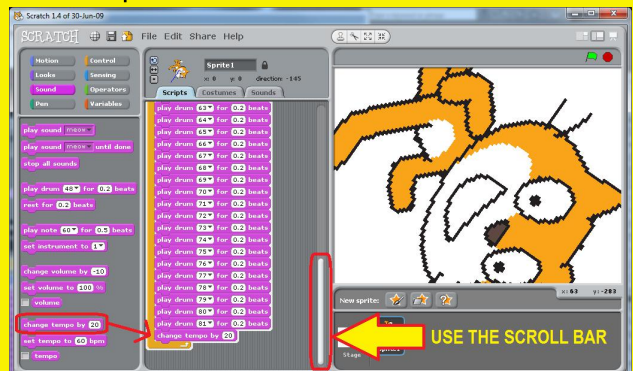 Scratch 1.4 of 30-Jun-09
SCRATCH File Edit Share Help
Motion Control
Looks Sensing
Sound Operators
Pen Variables
Sprite1
x: 0 y: 0 direction: -145
Scripts Costumes Sounds
play sound meow
play sound meow until done
stop all sounds
play drum 48 for 0.2 beats
rest for 0.2 beats
play note 60 for 0.5 beats
set instrument to 1
change volume by -10
set volume to 100 %
volume
change tempo by 20
set tempo to 60 bpm
tempo
play drum 63 for 0.2 beats
play drum 64 for 0.2 beats
play drum 65 for 0.2 beats
play drum 66 for 0.2 beats
play drum 67 for 0.2 beats
play drum 68 for 0.2 beats
play drum 69 for 0.2 beats
play drum 70 for 0.2 beats
play drum 71 for 0.2 beats
play drum 72 for 0.2 beats
play drum 73 for 0.2 beats
play drum 74 for 0.2 beats
play drum 75 for 0.2 beats
play drum 76 for 0.2 beats
play drum 77 for 0.2 beats
play drum 78 for 0.2 beats
play drum 79 for 0.2 beats
play drum 80 for 0.2 beats
play drum 81 for 0.2 beats
change tempo by 20
x: 63 y: -283
New sprite:
USE THE SCROLL BAR
Stage